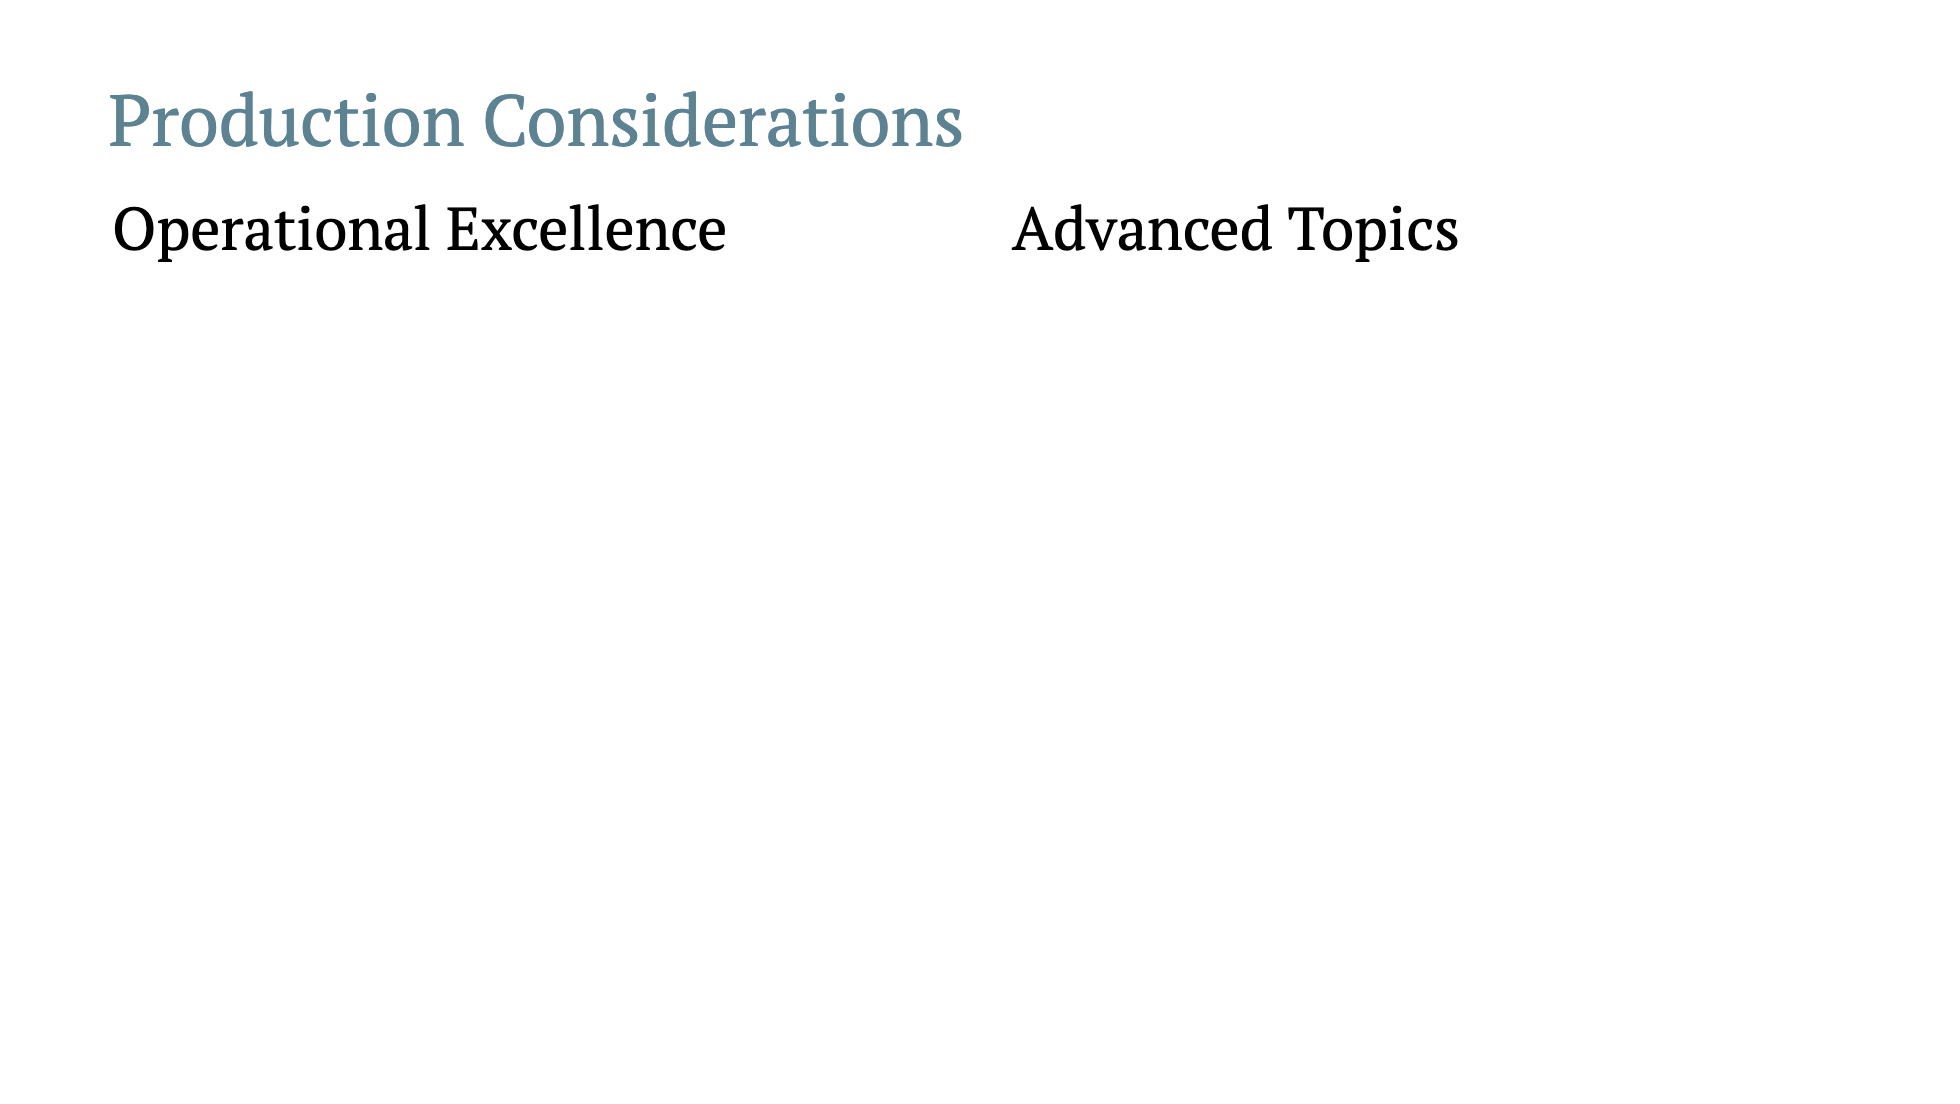 Production Considerations
Operational Excellence
Advanced Topics